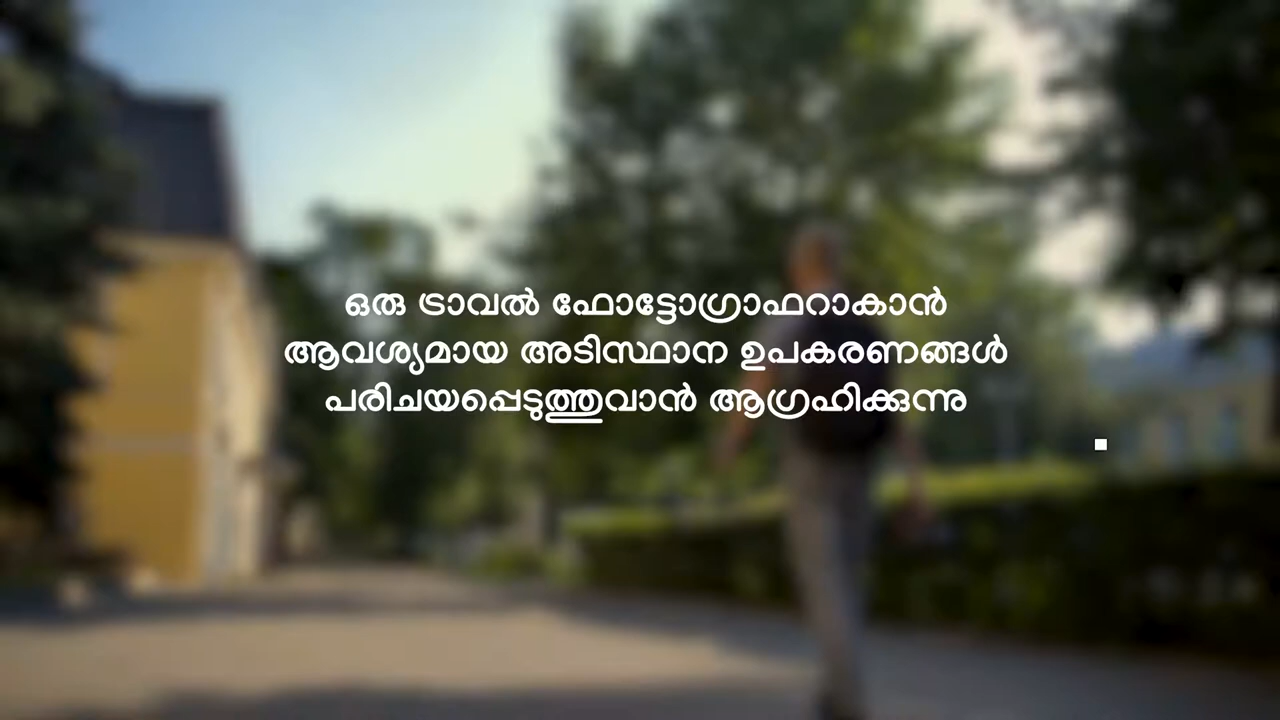 ഒരു ട്രാവൽ ഫോട്ടോഗ്രാഫറാകാൻ
ആവശ്യമായ അടിസ്ഥാന ഉപകരണങ്ങൾ
പരിചയപ്പെടുത്തുവാൻ ആഗ്രഹിക്കുന്നു